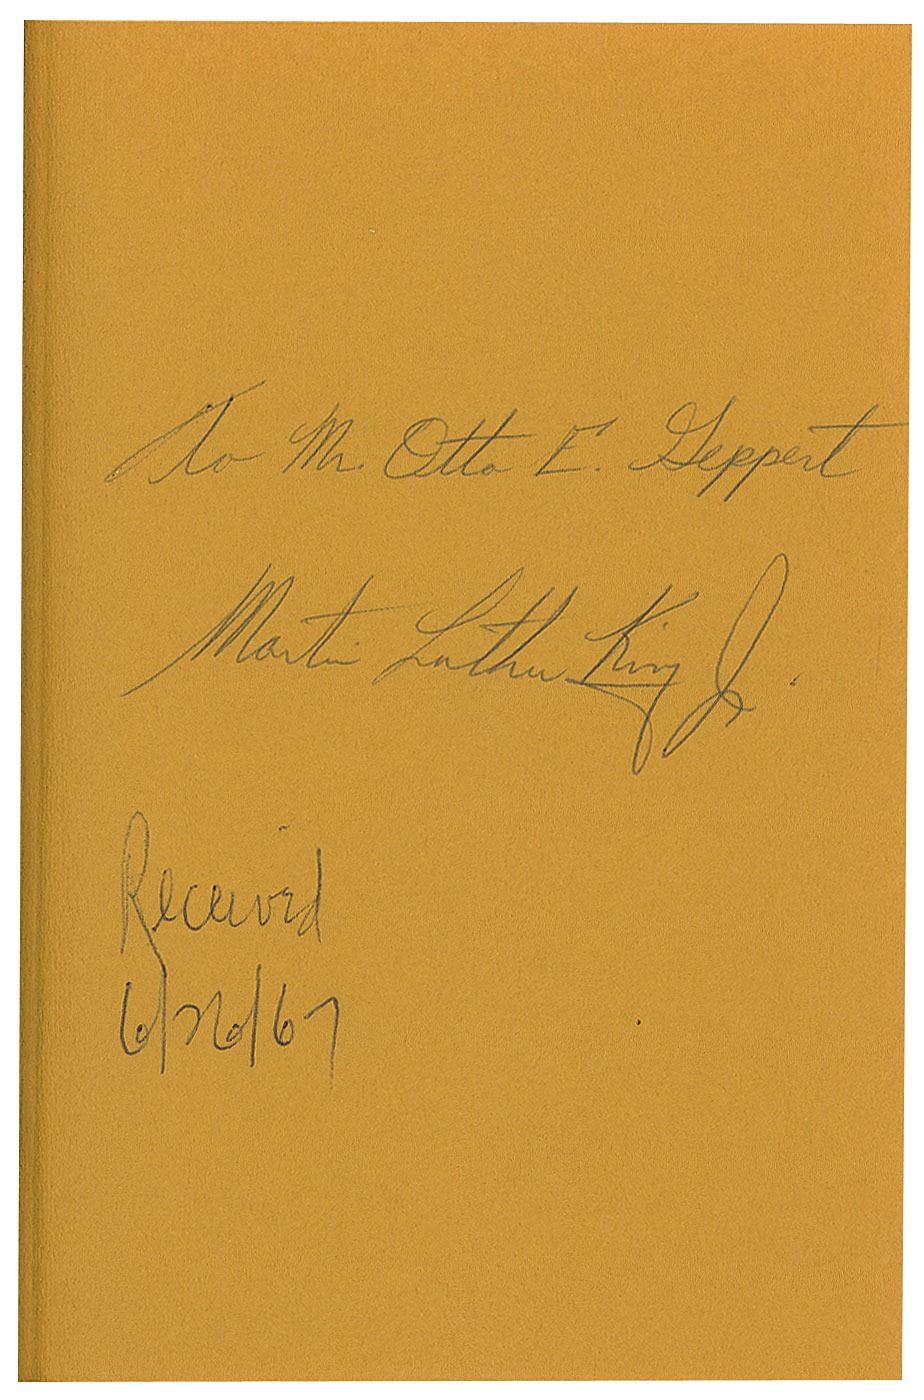 To Mr. Otto E. Geppert
Martin Luther King Jr.
Received
6/26/67